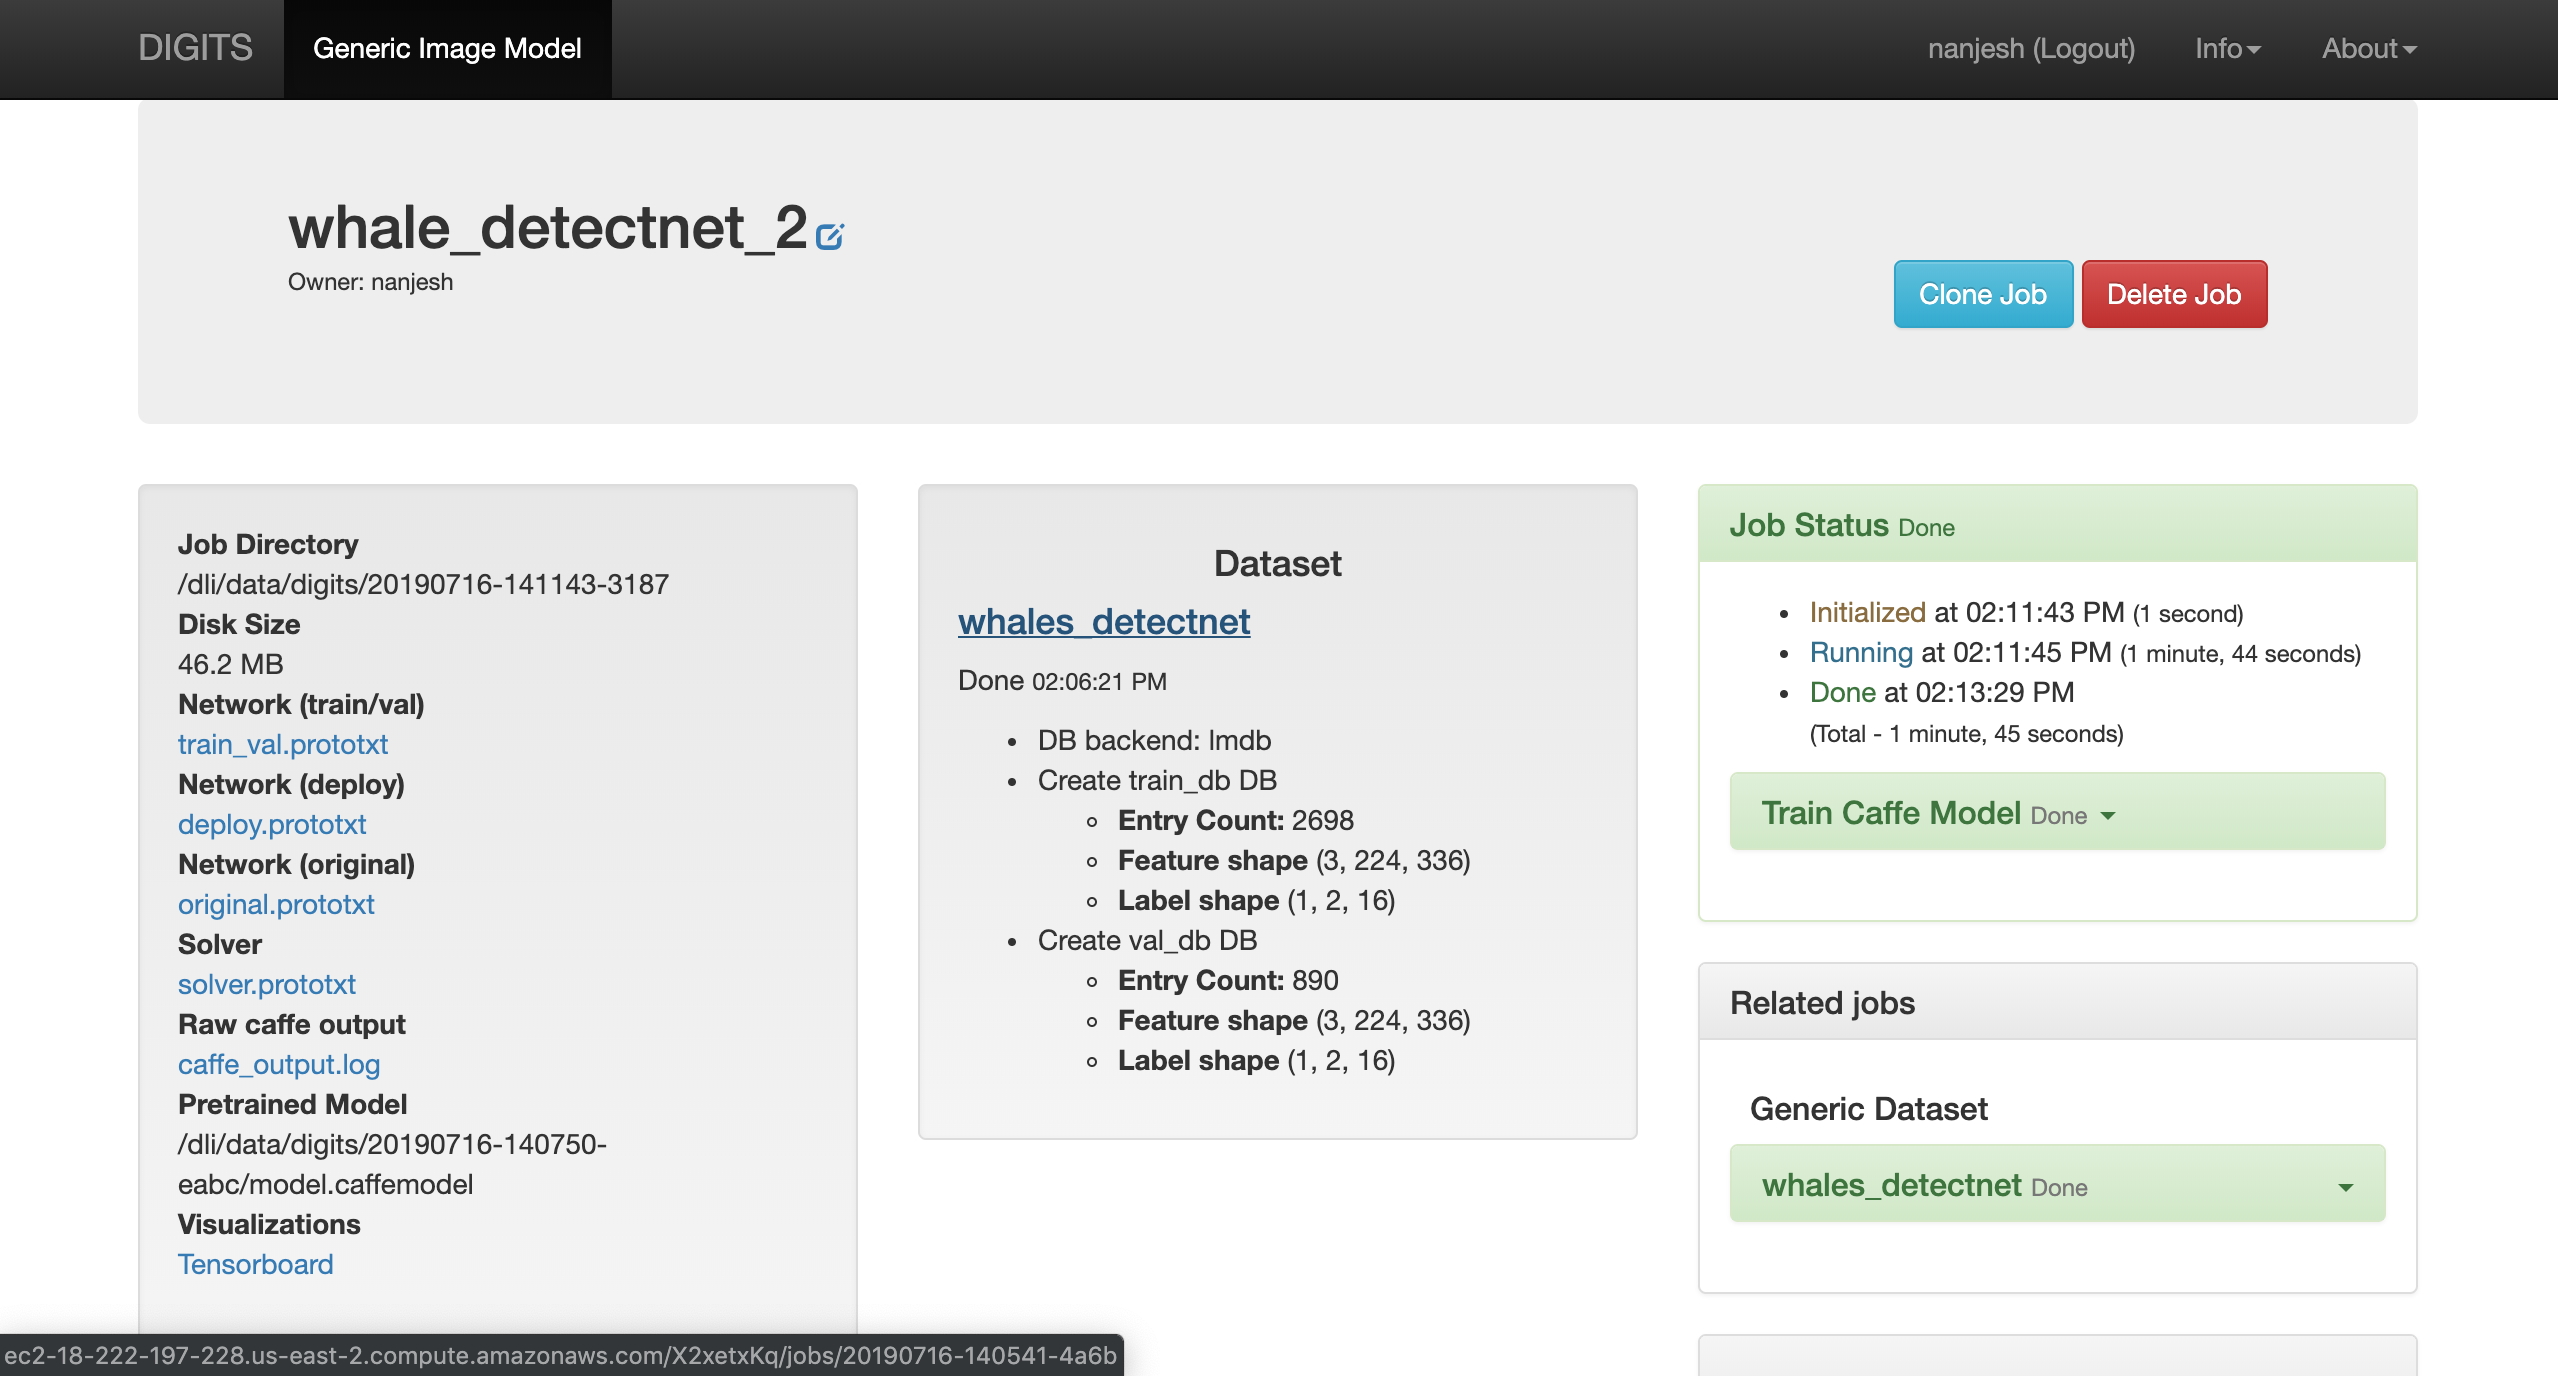 DIGITS Generic Image Model nanjesh (Logout) Info About
whale_detectnet_2
Owner: nanjesh
Clone Job Delete Job
Job Directory
/dli/data/digits/20190716-141143-3187
Disk Size
46.2 MB
Network (train/val)
train_val.prototxt
Network (deploy)
deploy.prototxt
Network (original)
original.prototxt
Solver
solver.prototxt
Raw caffe output
caffe_output.log
Pretrained Model
/dli/data/digits/20190716-140750-
eabc/model.caffemodel
Visualizations
Tensorboard
Dataset
whales_detectnet
Done 02:06:21 PM
DB backend: lmdb
Create train_db DB
Entry Count: 2698
Feature shape (3, 224, 336)
Label shape (1, 2, 16)
Create val_db DB
Entry Count: 890
Feature shape (3, 224, 336)
Label shape (1, 2, 16)
Job Status Done
Initialized at 02:11:43 PM (1 second)
Running at 02:11:45 PM (1 minute, 44 seconds)
Done at 02:13:29 PM
(Total - 1 minute, 45 seconds)
Train Caffe Model Done
Related jobs
Generic Dataset
whales_detectnet Done
ec2-18-222-197-228.us-east-2.compute.amazonaws.com/X2xetxKq/jobs/20190716-140541-4a6b